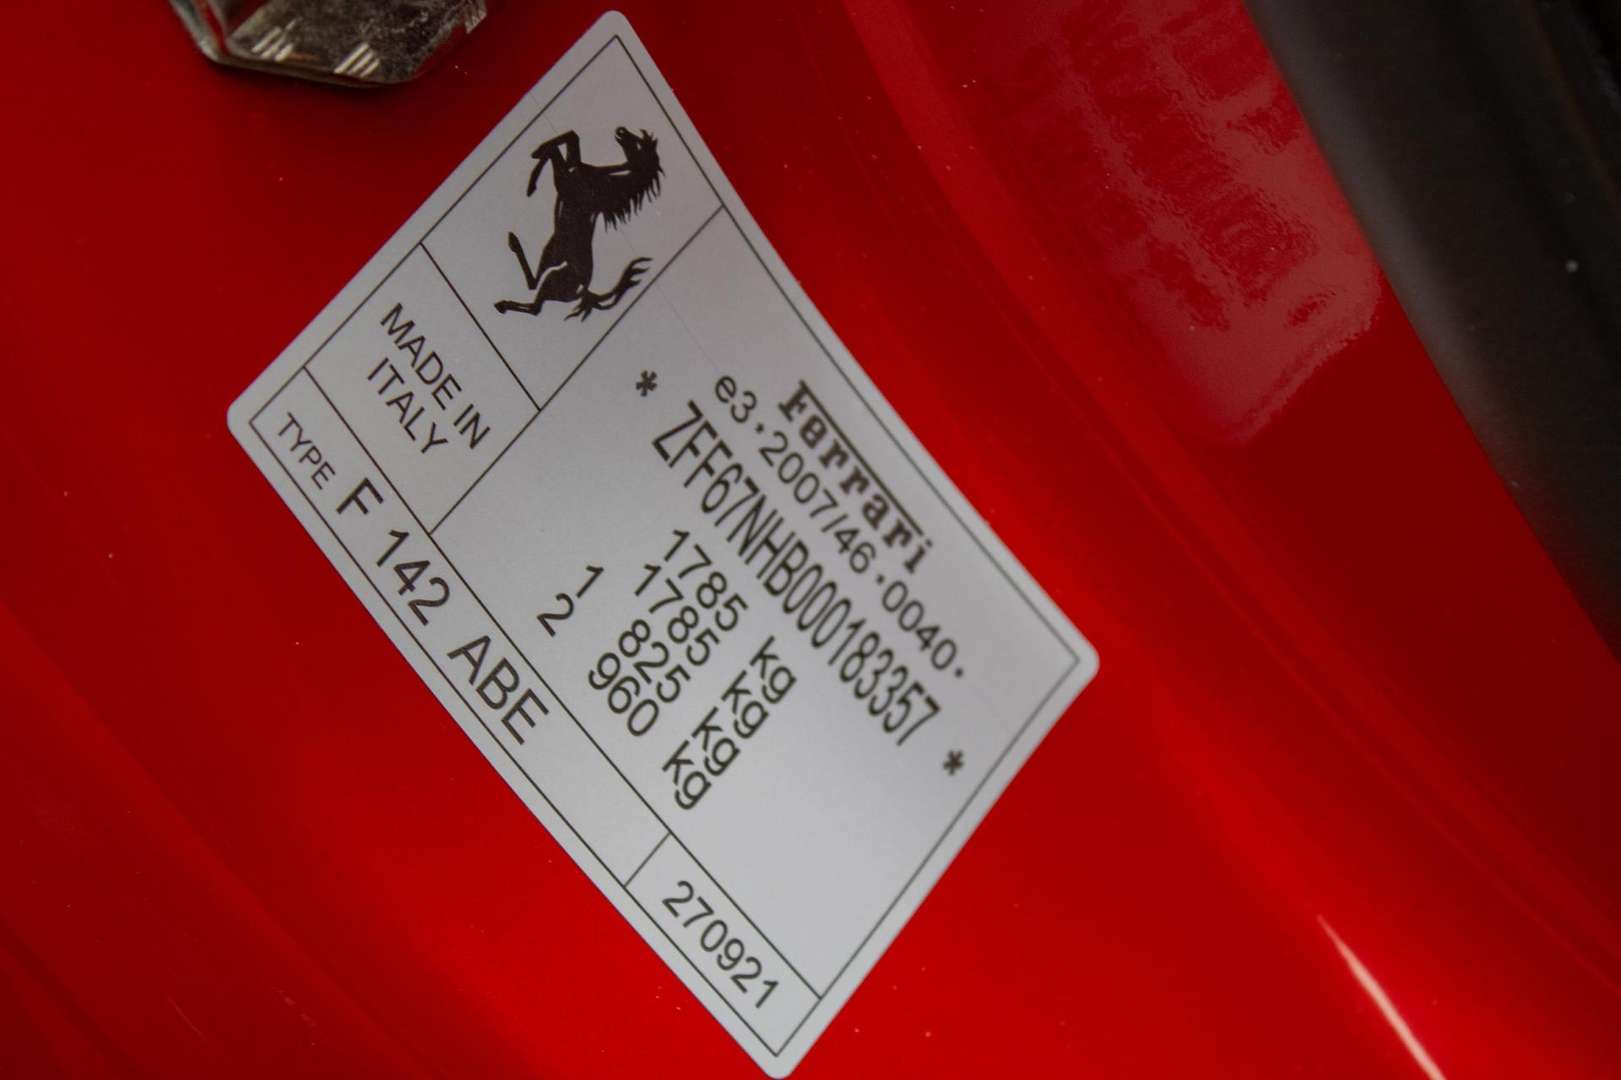 Ferrari
e3*2007/46*0040*
* ZFF67NHB000183357 *
1785 kg
1785 kg
1 825 kg
2 960 kg
MADE IN
ITALY
TYPE F 142 ABE
270921